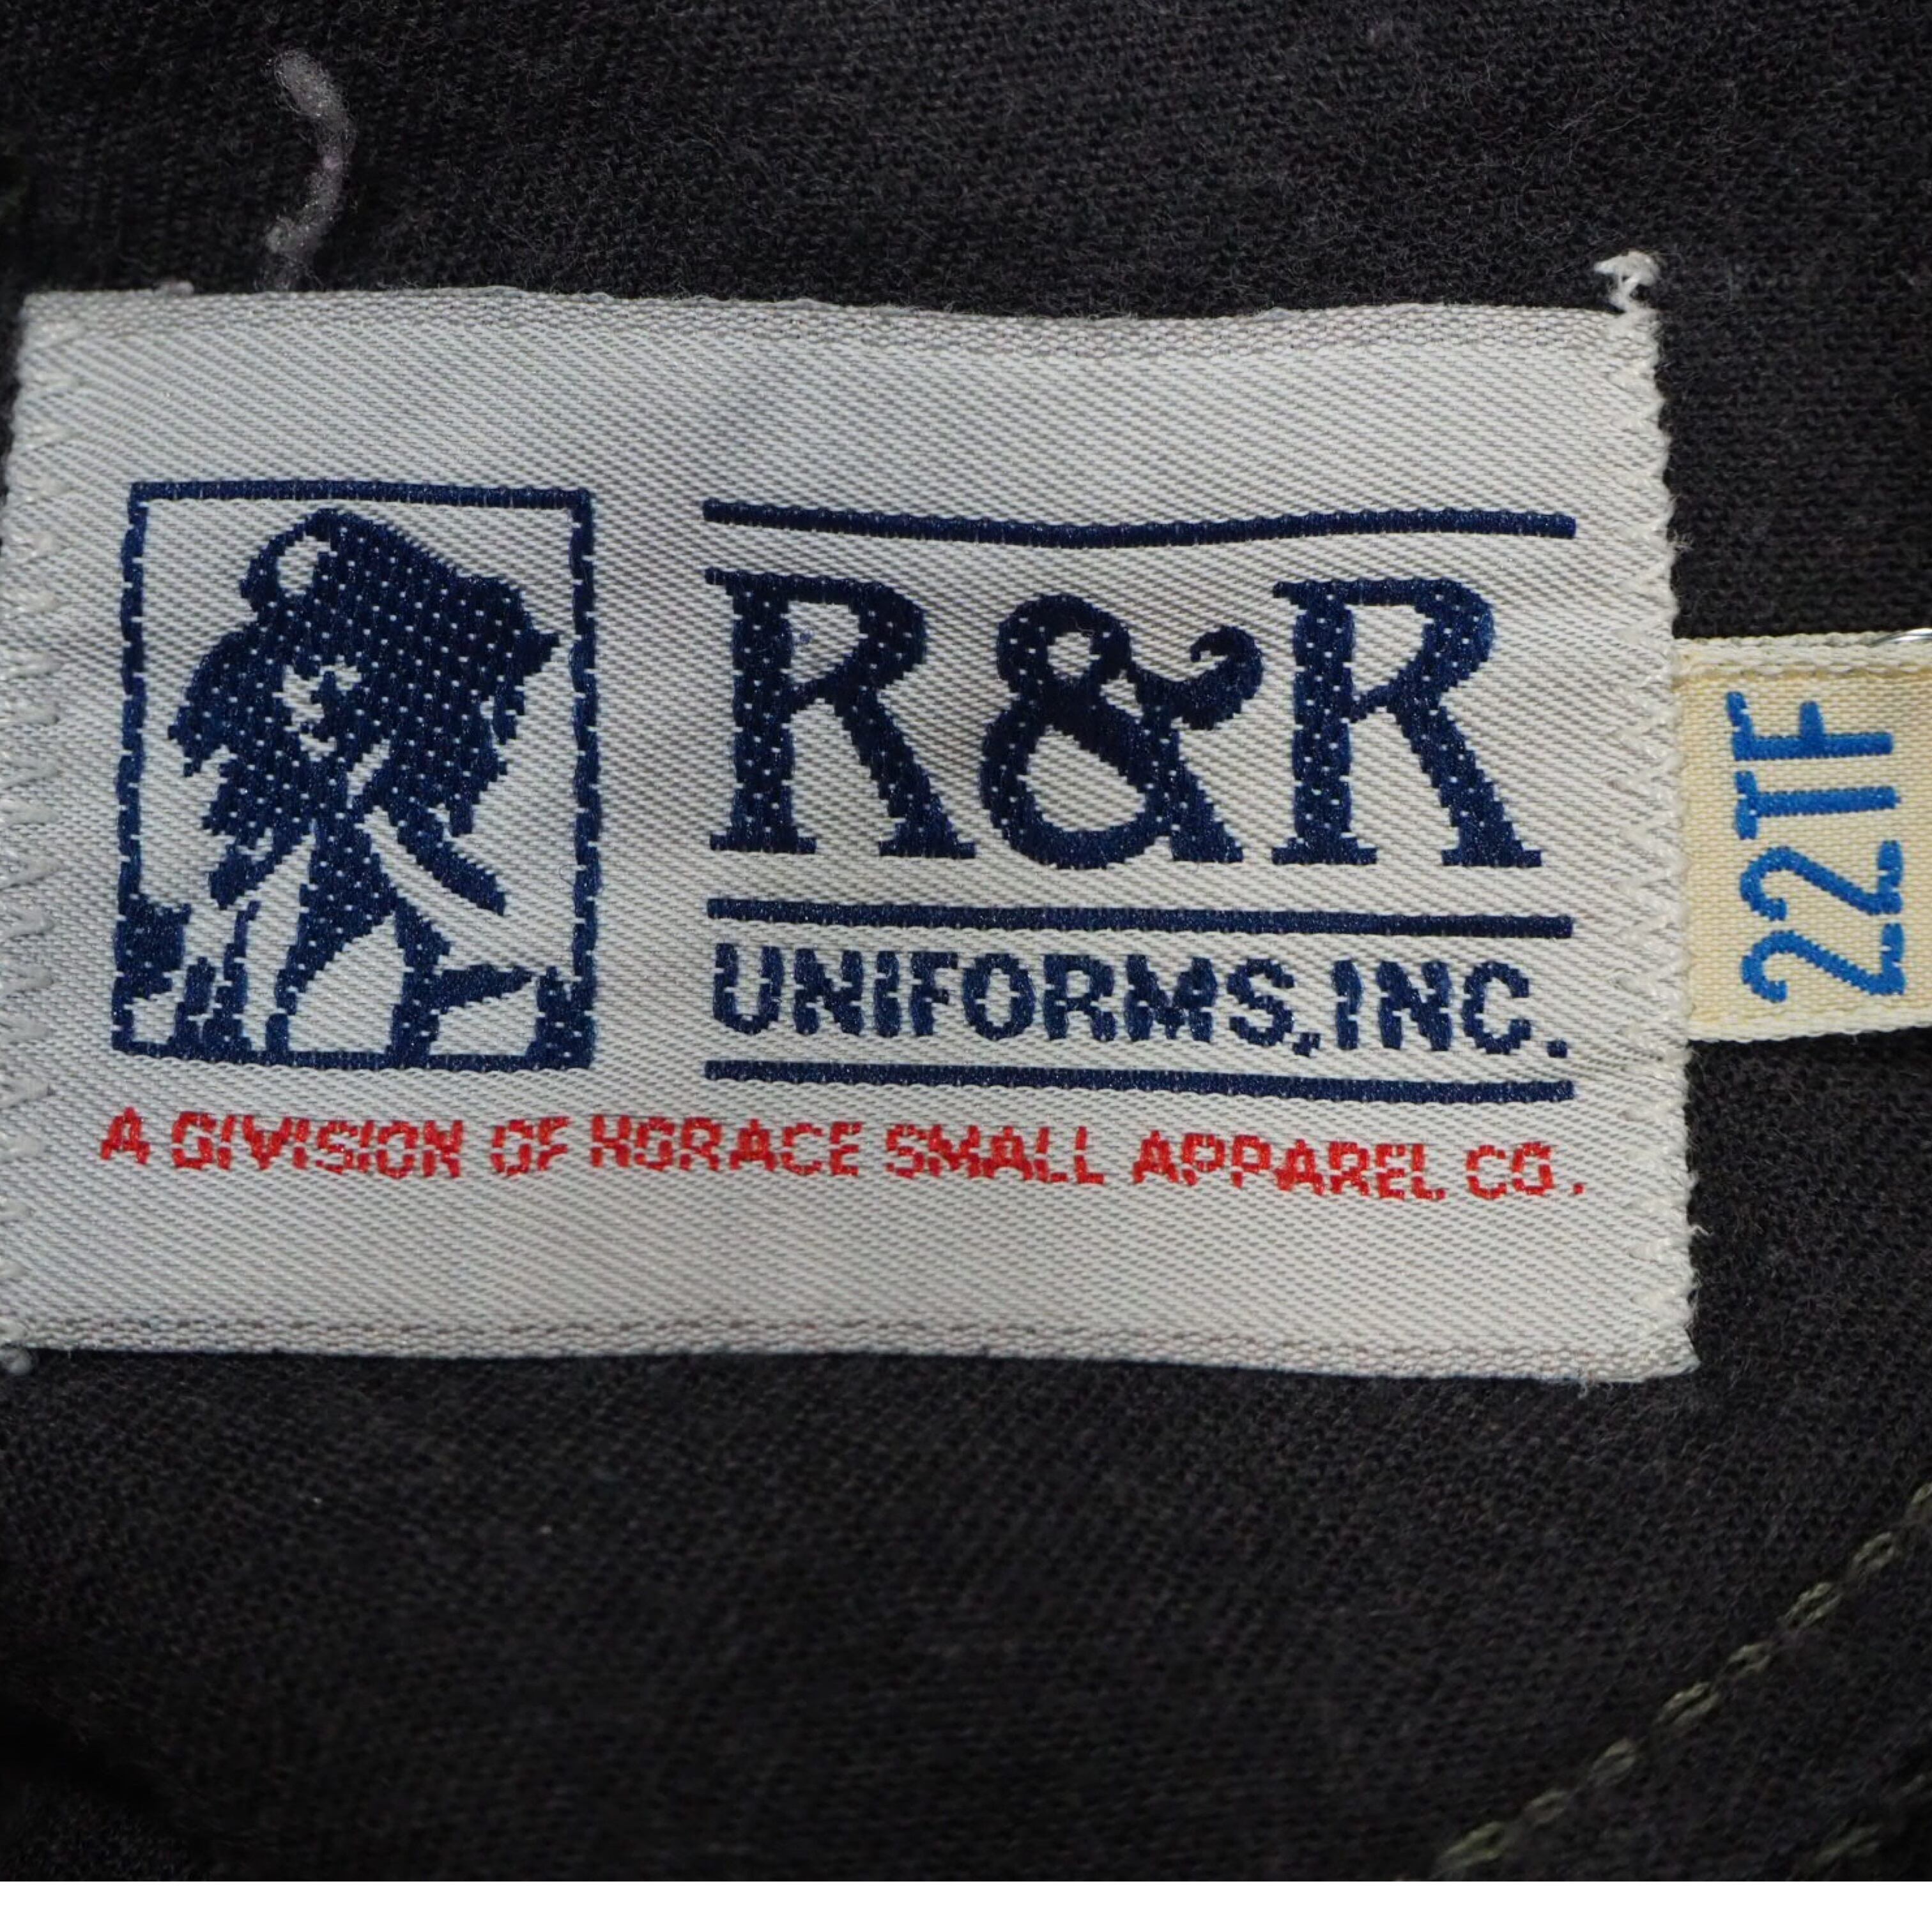 R&R
UNIFORMS, INC.
A DIVISION OF HORACE SMALL APPAREL CO.
22TF